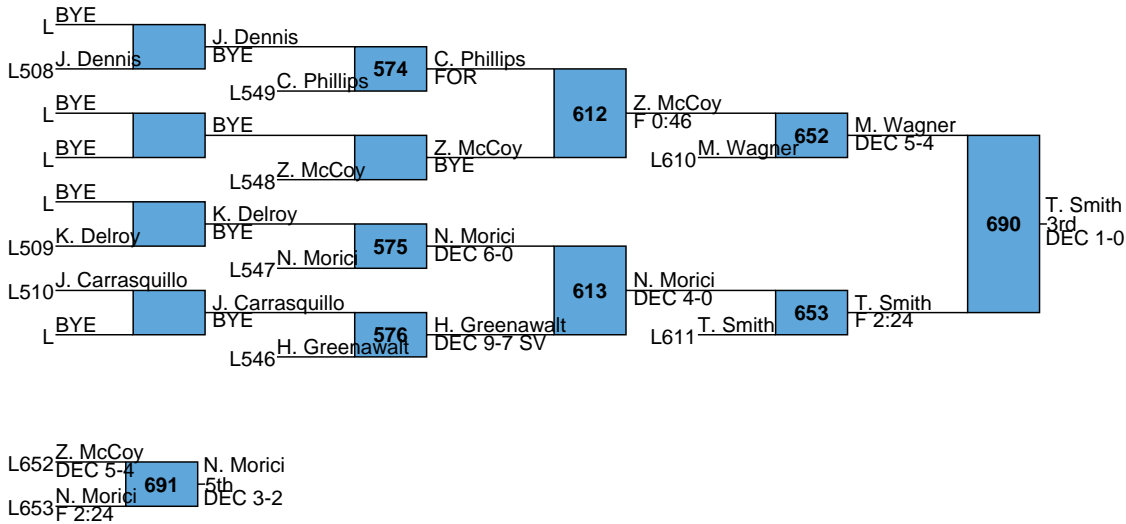 L BYE
L508 J. Dennis
J. Dennis
BYE
L549 C. Phillips
574
C. Phillips
FOR
L BYE
L BYE
BYE
L548 Z. McCoy
Z. McCoy
BYE
612
Z. McCoy
F 0:46
L610 M. Wagner
652
M. Wagner
DEC 5-4
L BYE
L509 K. Delroy
K. Delroy
BYE
L547 N. Morici
575
N. Morici
DEC 6-0
L510 J. Carrasquillo
L BYE
J. Carrasquillo
BYE
L546 H. Greenawalt
576
H. Greenawalt
DEC 9-7 SV
613
N. Morici
DEC 4-0
L611 T. Smith
653
T. Smith
F 2:24
690
T. Smith
3rd
DEC 1-0
L652 Z. McCoy
DEC 5-4
L653 N. Morici
F 2:24
691
N. Morici
5th
DEC 3-2